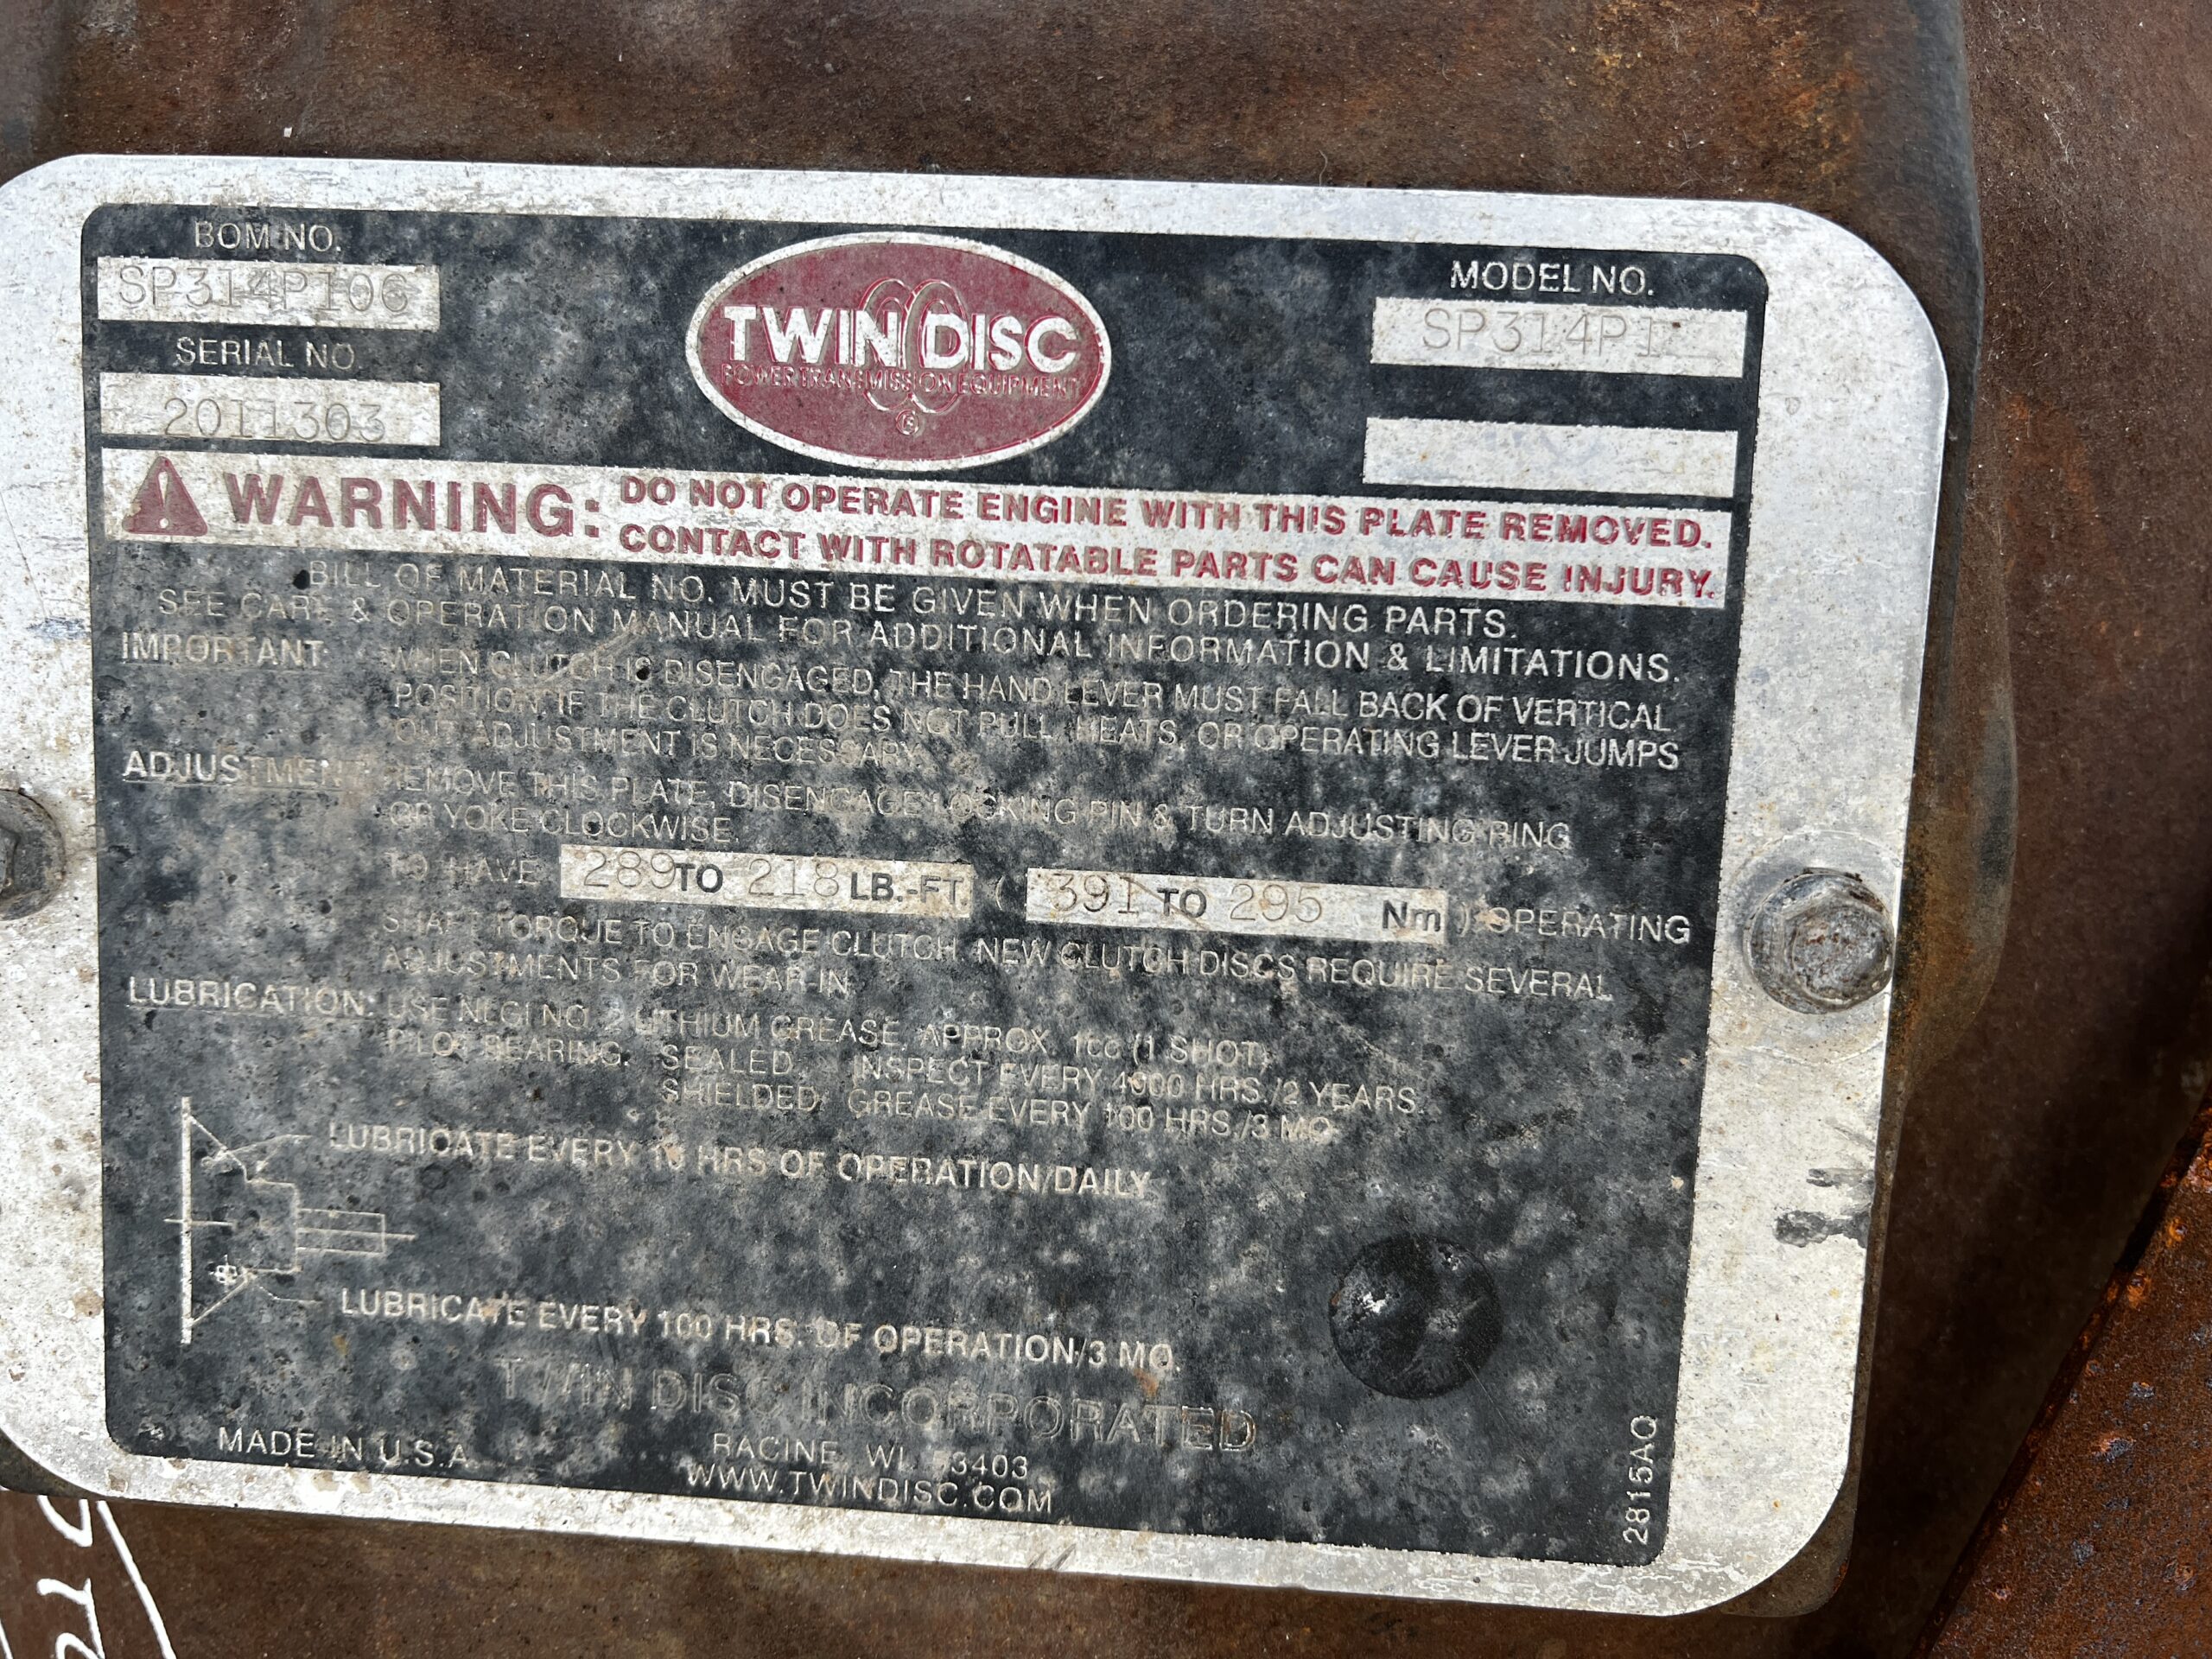 BOM NO.
SP314P106
SERIAL NO
2011303
TWIN DISC
POWER TRANSMISSION EQUIPMENT
®
MODEL NO.
SP314P1
WARNING: DO NOT OPERATE ENGINE WITH THIS PLATE REMOVED.
CONTACT WITH ROTATABLE PARTS CAN CAUSE INJURY.
BILL OF MATERIAL NO. MUST BE GIVEN WHEN ORDERING PARTS.
SEE CARE & OPERATION MANUAL FOR ADDITIONAL INFORMATION & LIMITATIONS.
IMPORTANT: WHEN CLUTCH IS DISENGAGED, THE HAND LEVER MUST FALL BACK OF VERTICAL
POSITION. IF THE CLUTCH DOES NOT PULL, HEATS, OR OPERATING LEVER JUMPS
OUT ADJUSTMENT IS NECESSARY.
ADJUSTMENT: REMOVE THIS PLATE, DISENGAGE LOCKING PIN & TURN ADJUSTING RING
OR YOKE CLOCKWISE.
TO HAVE 289 TO 218 LB.-FT. ( 391 TO 295 Nm ) OPERATING
SHAFT TORQUE TO ENGAGE CLUTCH. NEW CLUTCH DISCS REQUIRE SEVERAL
ADJUSTMENTS FOR WEAR-IN.
LUBRICATION: USE NLGI NO. 2 LITHIUM GREASE, APPROX. 1cc (1 SHOT).
PILOT BEARING: SEALED: INSPECT EVERY 4000 HRS./2 YEARS.
SHIELDED: GREASE EVERY 100 HRS./3 MO.
LUBRICATE EVERY 10 HRS OF OPERATION/DAILY
LUBRICATE EVERY 100 HRS. OF OPERATION/3 MO.
TWIN DISC INCORPORATED
MADE IN U.S.A.
RACINE, WI. 53403
WWW.TWINDISC.COM
2815AQ